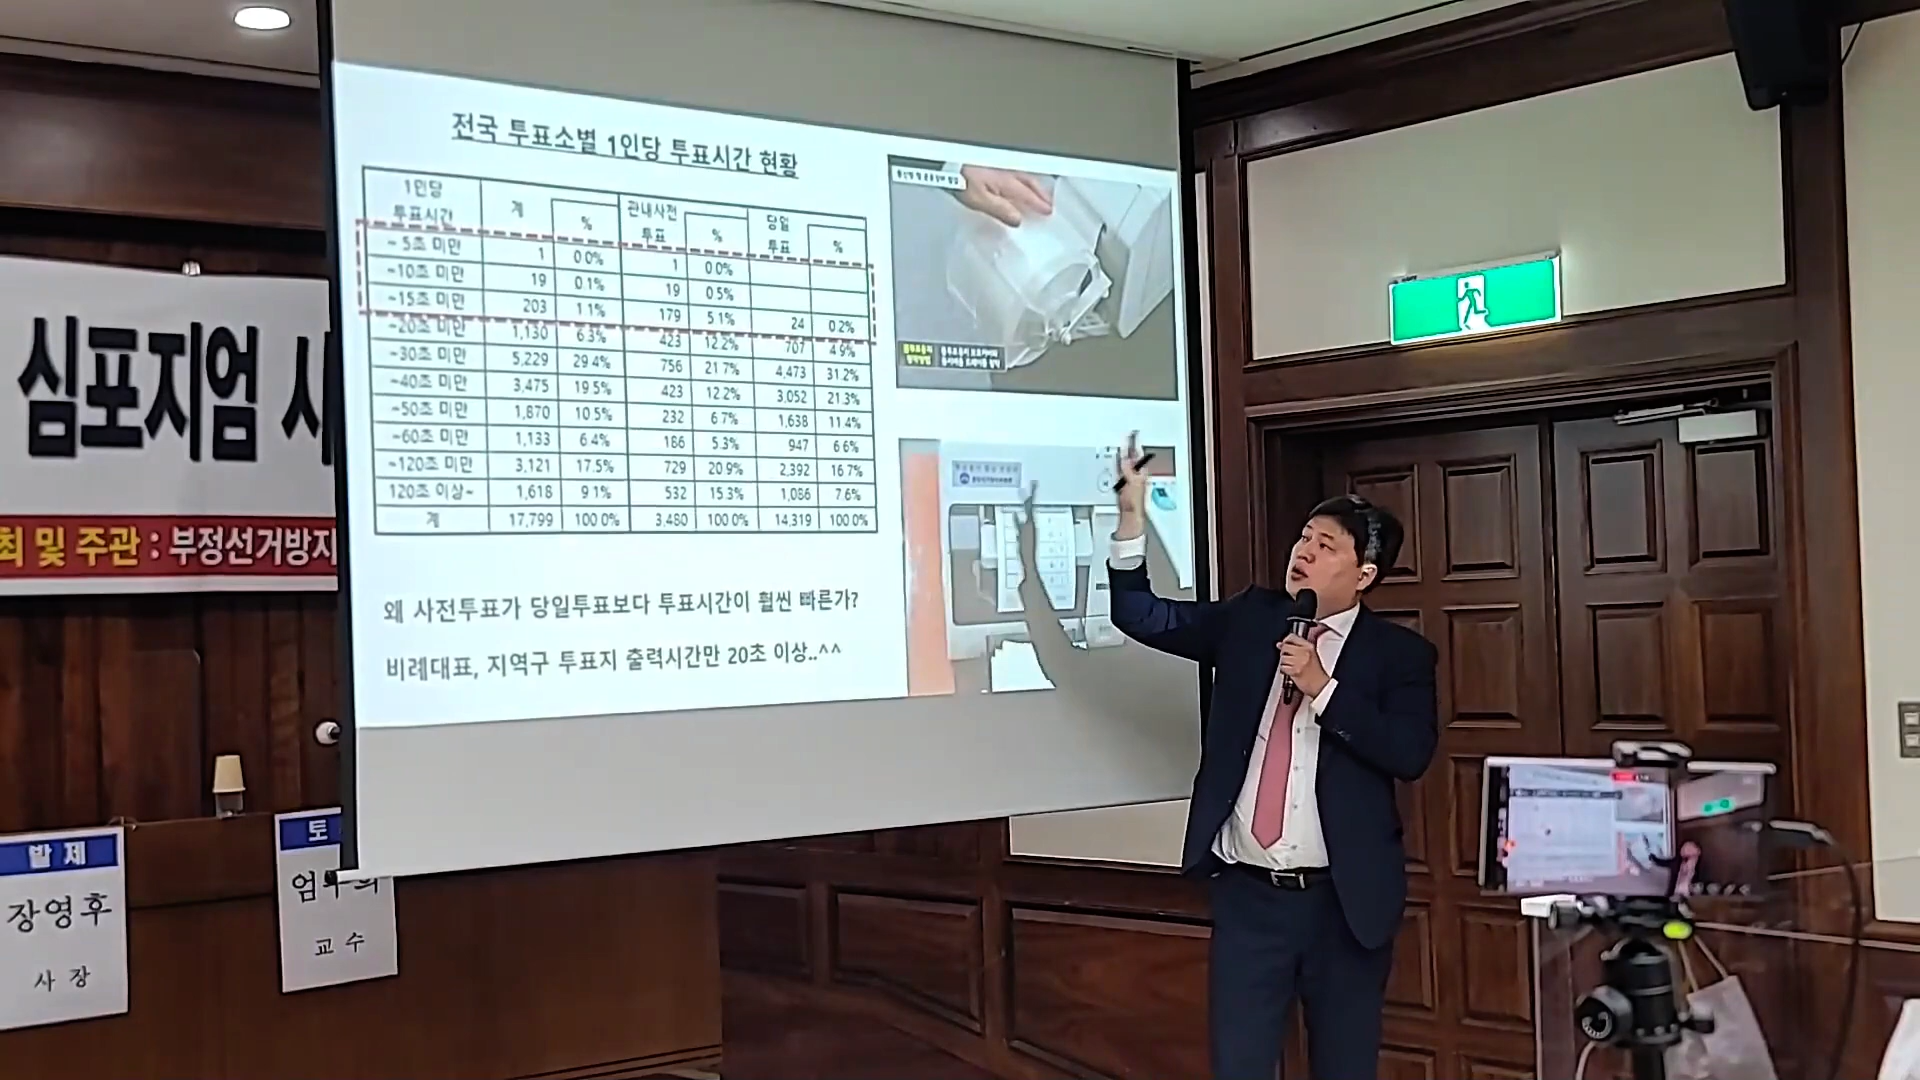 전국 투표소별 1인당 투표시간 현황
1인당 투표시간 계 % 관내사전 투표 % 당일 투표 %
~ 5초 미만 1 0.0% 1 0.0%
~10초 미만 19 0.1% 19 0.5%
~15초 미만 203 1.1% 179 5.1% 24 0.2%
~20초 미만 1,130 6.3% 423 12.2% 707 4.9%
~30초 미만 5,229 29.4% 756 21.7% 4,473 31.2%
~40초 미만 3,475 19.5% 423 12.2% 3,052 21.3%
~50초 미만 1,870 10.5% 232 6.7% 1,638 11.4%
~60초 미만 1,133 6.4% 186 5.3% 947 6.6%
~120초 미만 3,121 17.5% 729 20.9% 2,392 16.7%
120초 이상~ 1,618 9.1% 532 15.3% 1,086 7.6%
계 17,799 100.0% 3,480 100.0% 14,319 100.0%
왜 사전투표가 당일투표보다 투표시간이 훨씬 빠른가?
비례대표, 지역구 투표지 출력시간만 20초 이상..^^
심포지엄
최 및 주관 : 부정선거방지
발 제
장영후
사 장
토
교 수